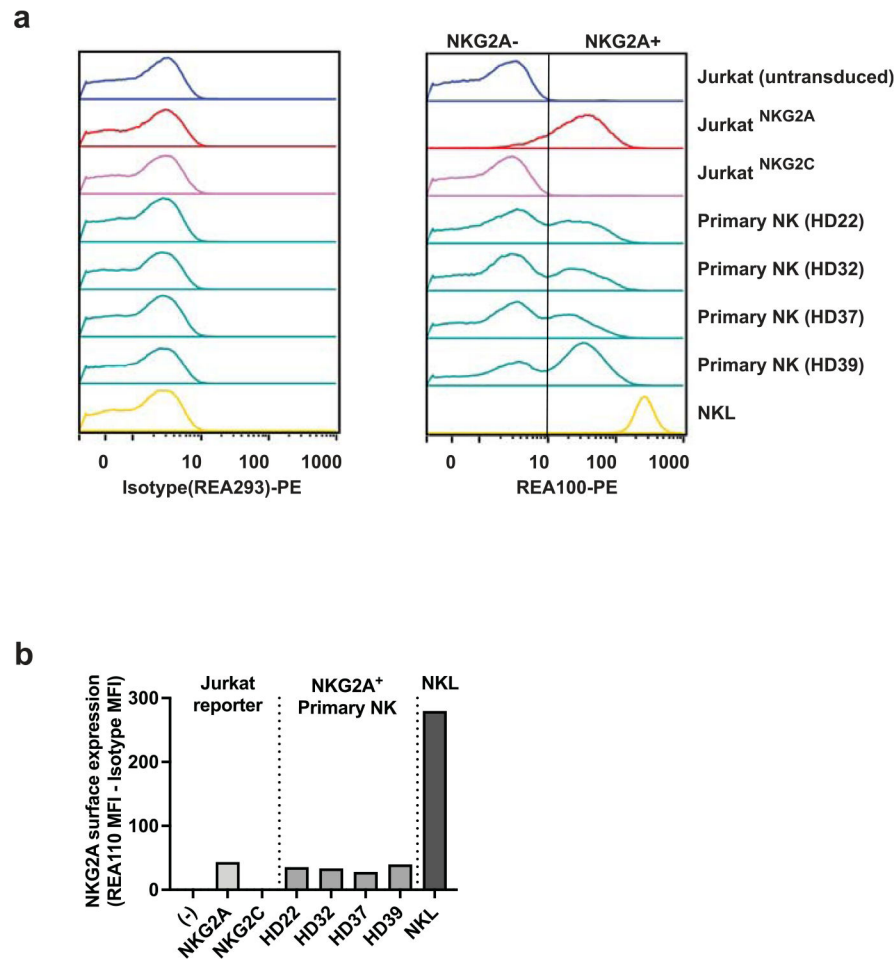 a
NKG2A- NKG2A+
Jurkat (untransduced)
Jurkat NKG2A
Jurkat NKG2C
Primary NK (HD22)
Primary NK (HD32)
Primary NK (HD37)
Primary NK (HD39)
NKL
0 10 100 1000
Isotype(REA293)-PE
0 10 100 1000
REA100-PE
b
NKG2A surface expression
(REA110 MFI - Isotype MFI)
Jurkat
reporter
NKG2A+
Primary NK
NKL
300
200
100
0
(-) NKG2A NKG2C HD22 HD32 HD37 HD39 NKL